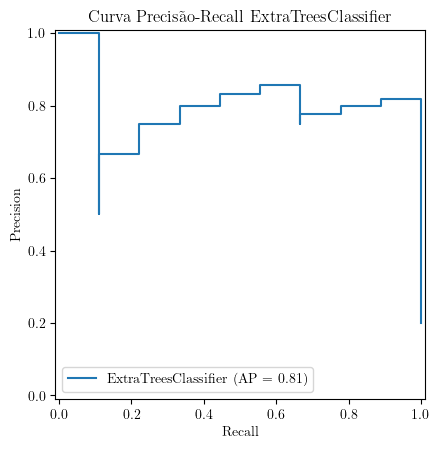 Curva Precisão-Recall ExtraTreesClassifier
1.0
0.8
0.6
0.4
0.2
0.0
Precision
ExtraTreesClassifier (AP = 0.81)
0.0 0.2 0.4 0.6 0.8 1.0
Recall